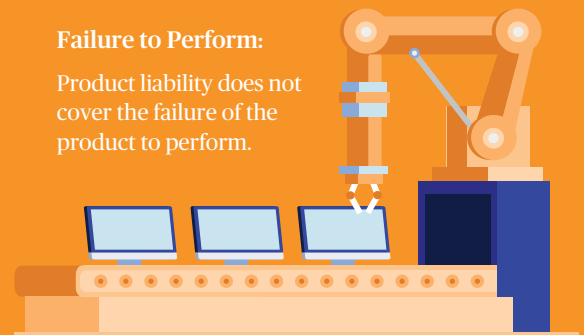 Failure to Perform:
Product liability does not
cover the failure of the
product to perform.